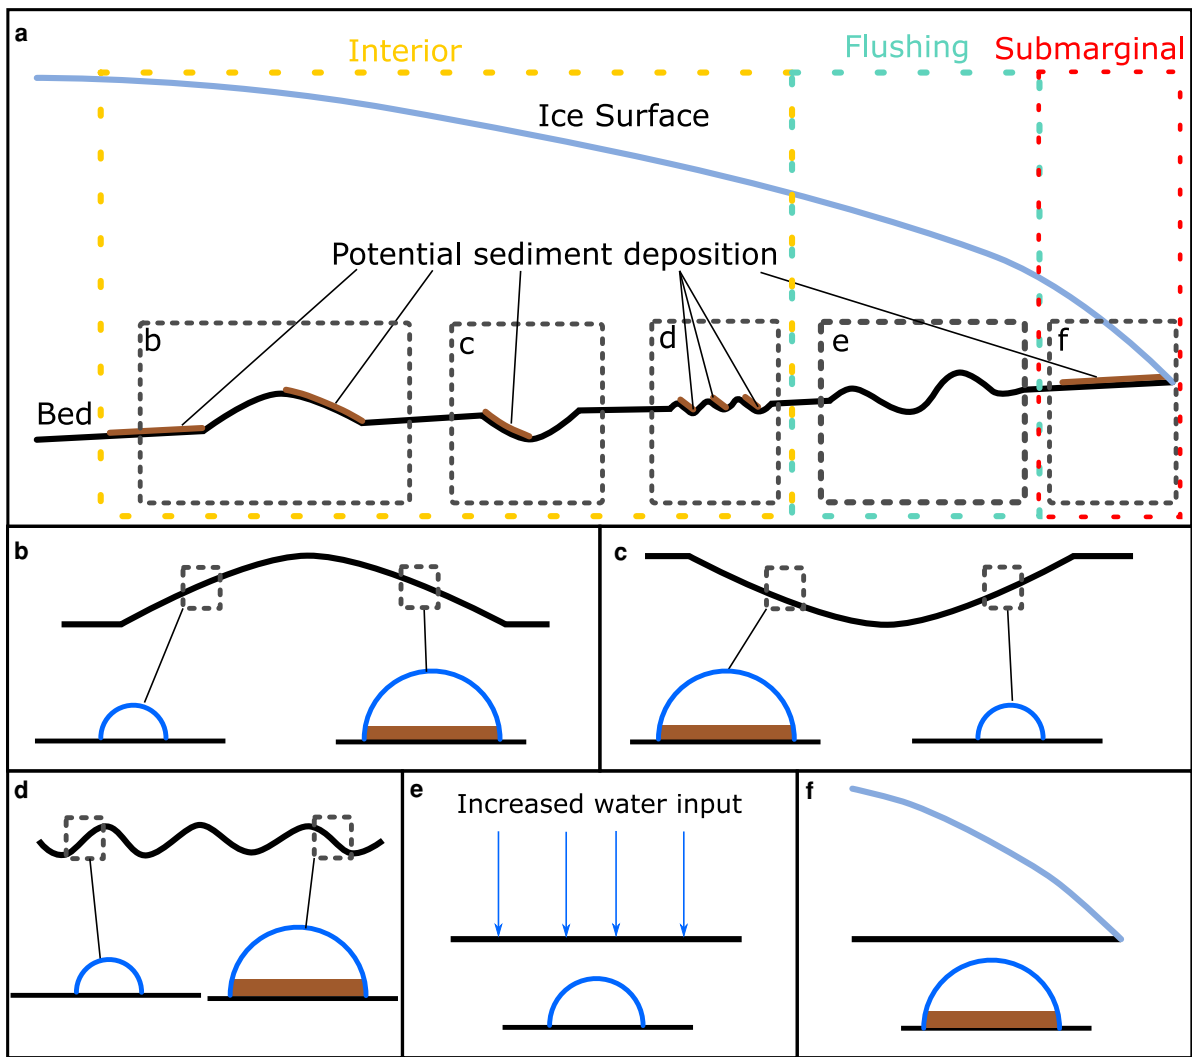 a
Interior
Flushing
Submarginal
Ice Surface
Potential sediment deposition
b
c
d
e
f
Bed
b
c
d
e
Increased water input
f